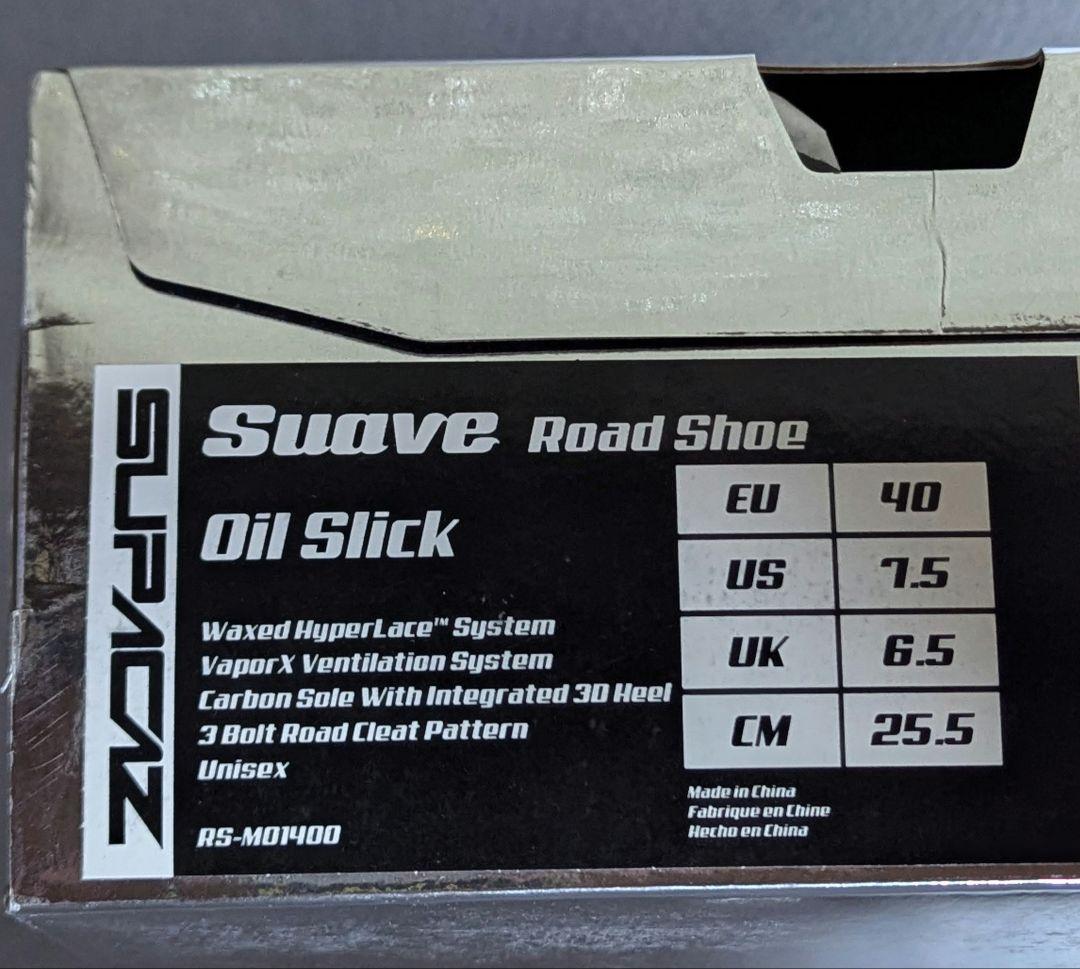 SUPACAZ
Suave Road Shoe
Oil Slick
Waxed HyperLace™ System
VaporX Ventilation System
Carbon Sole With Integrated 3D Heel
3 Bolt Road Cleat Pattern
Unisex
RS-M01400
EU 40
US 7.5
UK 6.5
CM 25.5
Made in China
Fabrique en Chine
Hecho en China